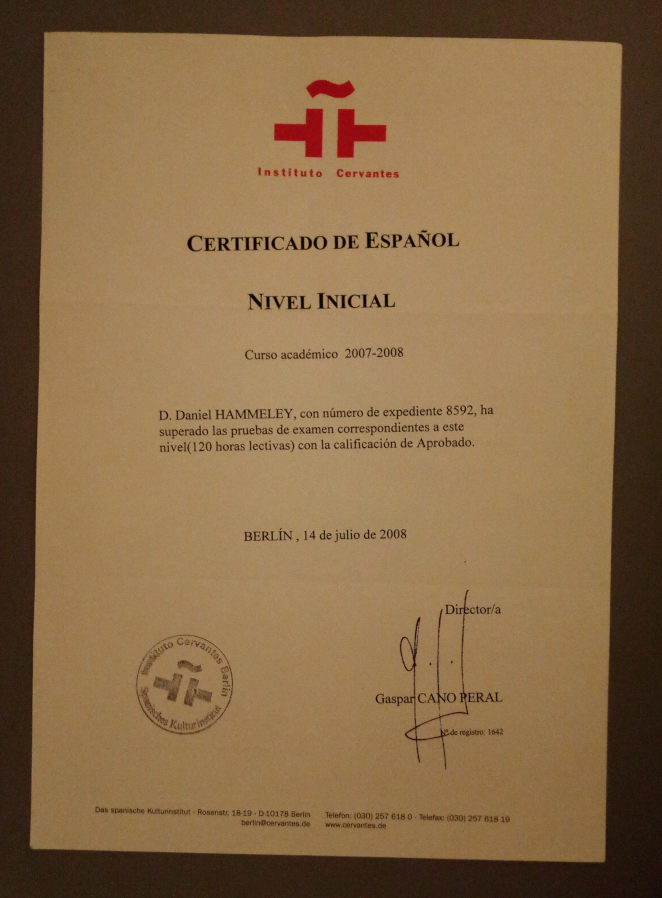 Instituto Cervantes
CERTIFICADO DE ESPAÑOL
NIVEL INICIAL
Curso académico 2007-2008
D. Daniel HAMMELEY, con número de expediente 8592, ha
superado las pruebas de examen correspondientes a este
nivel(120 horas lectivas) con la calificación de Aprobado.
BERLÍN , 14 de julio de 2008
Director/a
Instituto Cervantes Berlin
Spanisches Kulturinstitut
Gaspar CANO PERAL
Nº de registro: 1642
Das spanische Kulturinstitut · Rosenstr. 18-19 · D-10178 Berlin
berlin@cervantes.de
Telefon: (030) 257 618 0 · Telefax: (030) 257 618 19
www.cervantes.de